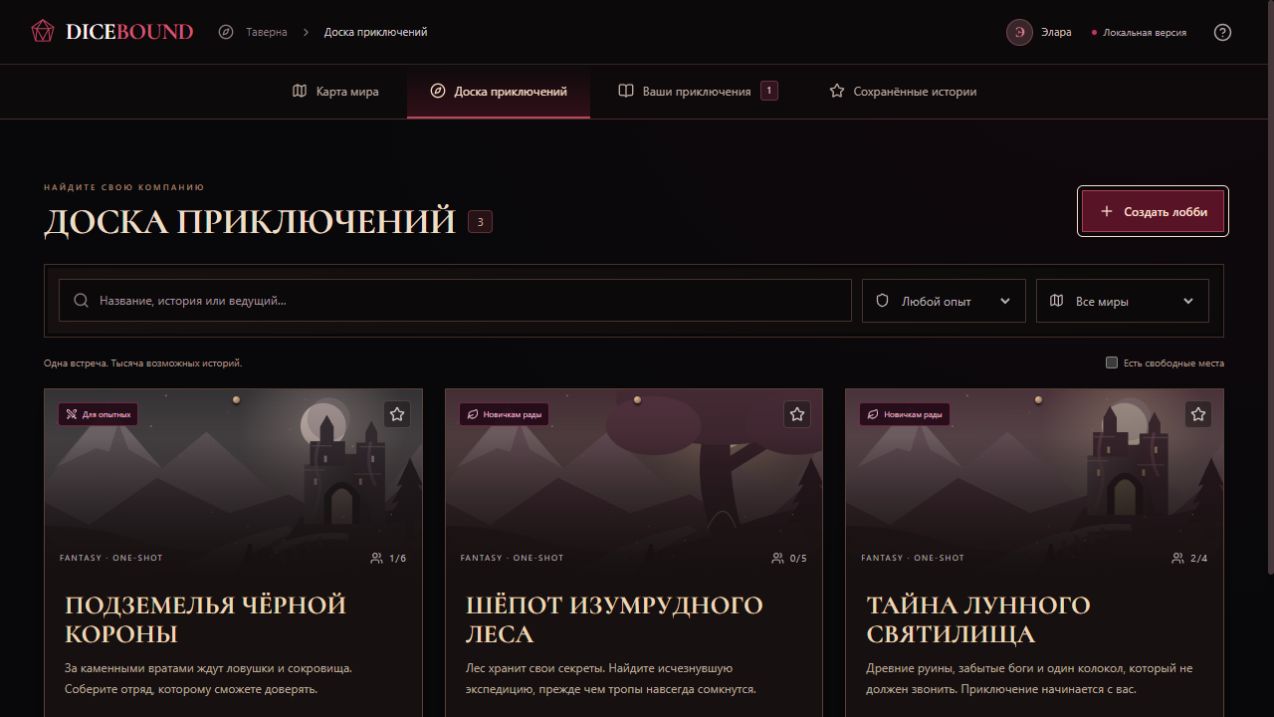 DICEBOUND
Таверна
Доска приключений
Э
Элара
Локальная версия
?
Карта мира
Доска приключений
Ваши приключения
1
Сохранённые истории
НАЙДИТЕ СВОЮ КОМПАНИЮ
ДОСКА ПРИКЛЮЧЕНИЙ
3
+ Создать лобби
Название, история или ведущий...
Любой опыт
Все миры
Одна встреча. Тысяча возможных историй.
Есть свободные места
Для опытных
FANTASY · ONE-SHOT
1/6
ПОДЗЕМЕЛЬЯ ЧЁРНОЙ
КОРОНЫ
За каменными вратами ждут ловушки и сокровища.
Соберите отряд, которому сможете доверять.
Новичкам рады
FANTASY · ONE-SHOT
0/5
ШЁПОТ ИЗУМРУДНОГО
ЛЕСА
Лес хранит свои секреты. Найдите исчезнувшую
экспедицию, прежде чем тропы навсегда сомкнутся.
Новичкам рады
FANTASY · ONE-SHOT
2/4
ТАЙНА ЛУННОГО
СВЯТИЛИЩА
Древние руины, забытые боги и один колокол, который не
должен звонить. Приключение начинается с вас.